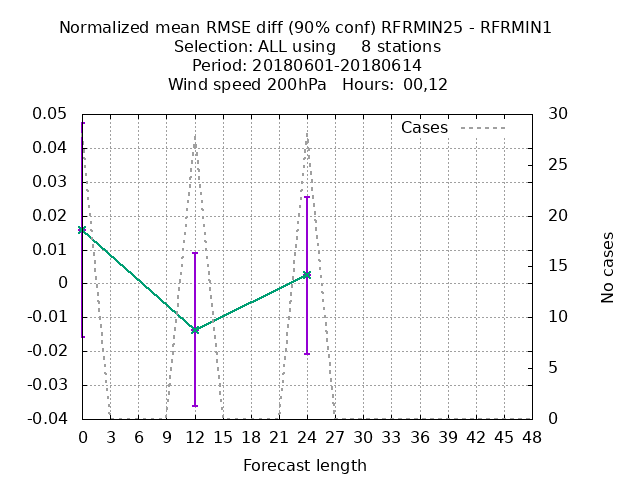 Normalized mean RMSE diff (90% conf) RFRMIN25 - RFRMIN1
Selection: ALL using 8 stations
Period: 20180601-20180614
Wind speed 200hPa Hours: 00,12
Cases
0.05
0.04
0.03
0.02
0.01
0
-0.01
-0.02
-0.03
-0.04
30
25
20
15
10
5
0
No cases
0 3 6 9 12 15 18 21 24 27 30 33 36 39 42 45 48
Forecast length